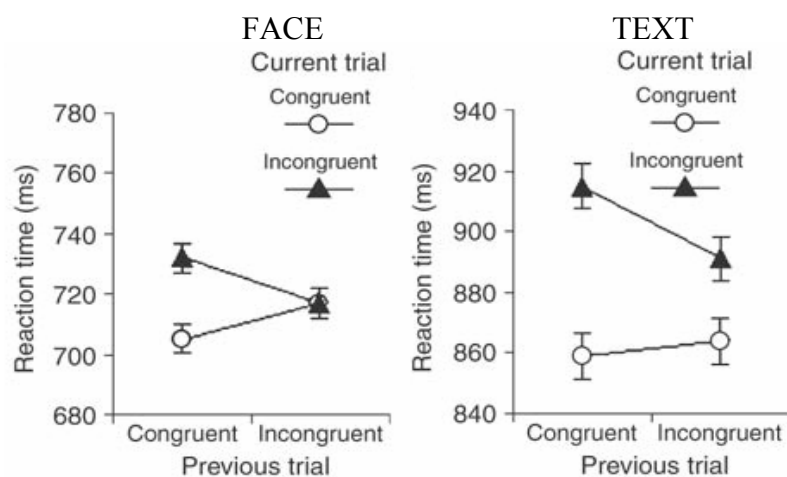 FACE
Current trial
Congruent
Incongruent
780
760
740
720
700
680
Reaction time (ms)
Congruent Incongruent
Previous trial
TEXT
Current trial
Congruent
Incongruent
940
920
900
880
860
840
Reaction time (ms)
Congruent Incongruent
Previous trial